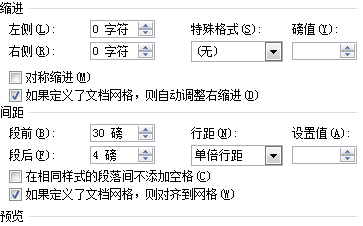 缩进
左侧(L): 0 字符 特殊格式(S): 磅值(Y):
右侧(R): 0 字符 (无)
对称缩进(M)
如果定义了文档网格，则自动调整右缩进(D)
间距
段前(B): 30 磅 行距(N): 设置值(A):
段后(F): 4 磅 单倍行距
在相同样式的段落间不添加空格(C)
如果定义了文档网格，则对齐到网格(W)
预览